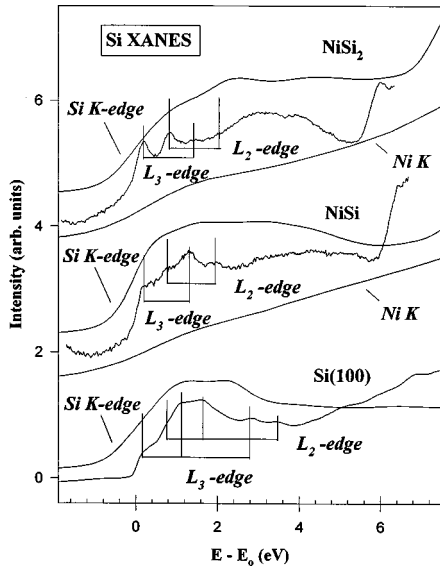 Si XANES
NiSi2
6
Si K-edge
L2 -edge
L3 -edge
Ni K
4
NiSi
Si K-edge
L2 -edge
L3 -edge
Ni K
2
Si(100)
Si K-edge
L2 -edge
L3 -edge
0
Intensity (arb. units)
0 2 4 6
E - Eo (eV)